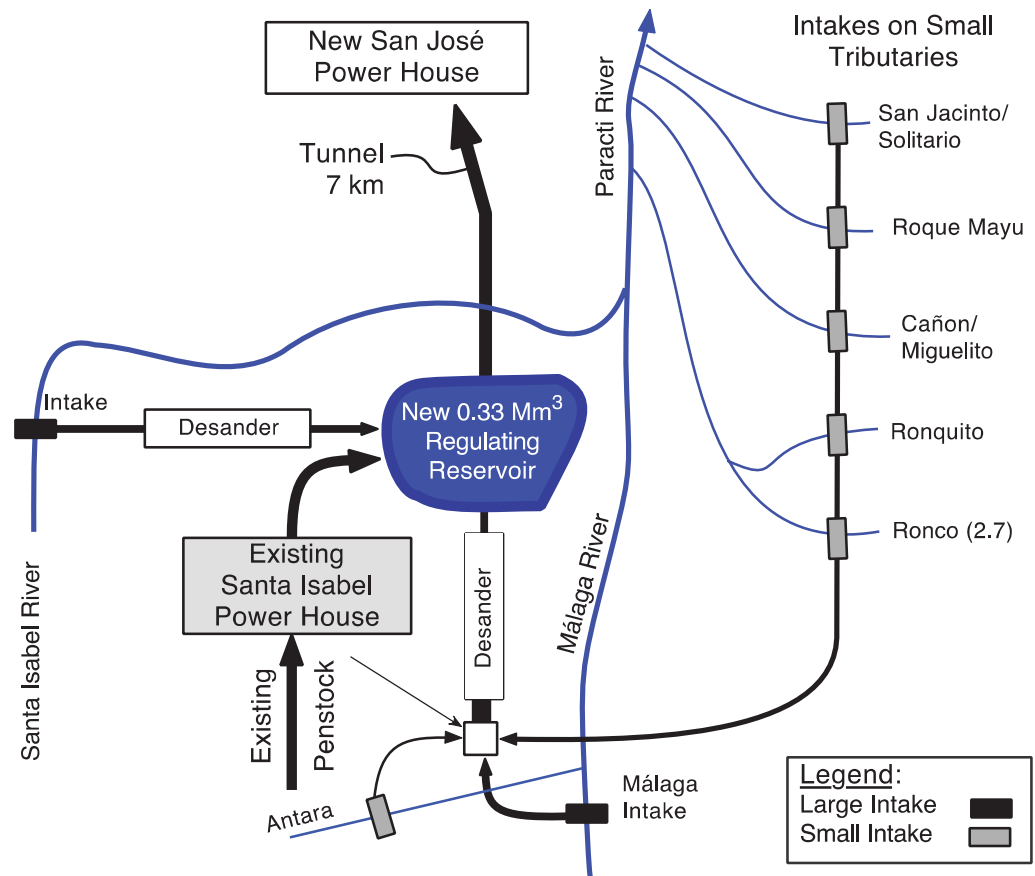 New San José
Power House
Tunnel
7 km
Paracti River
Intakes on Small
Tributaries
San Jacinto/
Solitario
Roque Mayu
Cañon/
Miguelito
Ronquito
Ronco (2.7)
Intake
Desander
New 0.33 Mm³
Regulating
Reservoir
Existing
Santa Isabel
Power House
Santa Isabel River
Existing
Penstock
Desander
Málaga River
Antara
Málaga
Intake
Legend:
Large Intake
Small Intake